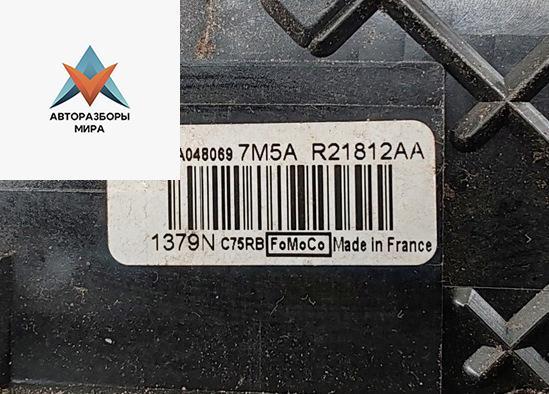 АВТОРАЗБОРЫ
МИРА
A048069 7M5A R21812AA
1379N C75RB FoMoCo Made in France